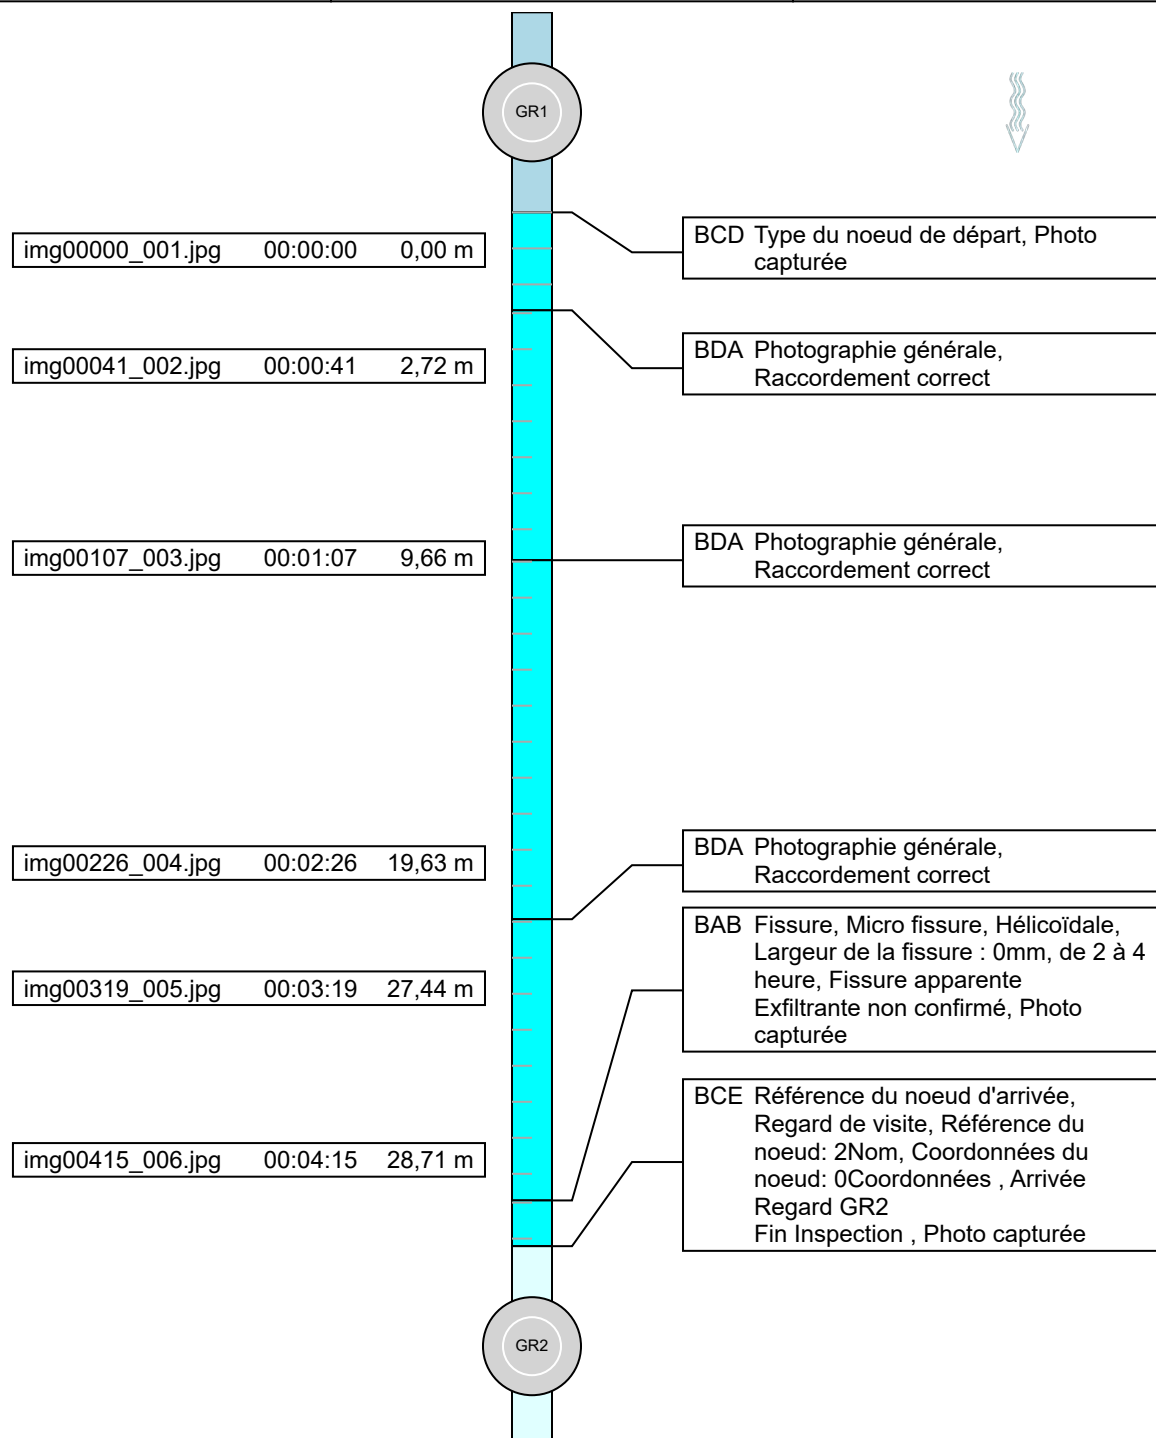 GR1
img00000_001.jpg 00:00:00 0,00 m
BCD Type du noeud de départ, Photo
capturée
img00041_002.jpg 00:00:41 2,72 m
BDA Photographie générale,
Raccordement correct
img00107_003.jpg 00:01:07 9,66 m
BDA Photographie générale,
Raccordement correct
img00226_004.jpg 00:02:26 19,63 m
BDA Photographie générale,
Raccordement correct
img00319_005.jpg 00:03:19 27,44 m
BAB Fissure, Micro fissure, Hélicoïdale,
Largeur de la fissure : 0mm, de 2 à 4
heure, Fissure apparente
Exfiltrante non confirmé, Photo
capturée
img00415_006.jpg 00:04:15 28,71 m
BCE Référence du noeud d'arrivée,
Regard de visite, Référence du
noeud: 2Nom, Coordonnées du
noeud: 0Coordonnées , Arrivée
Regard GR2
Fin Inspection , Photo capturée
GR2